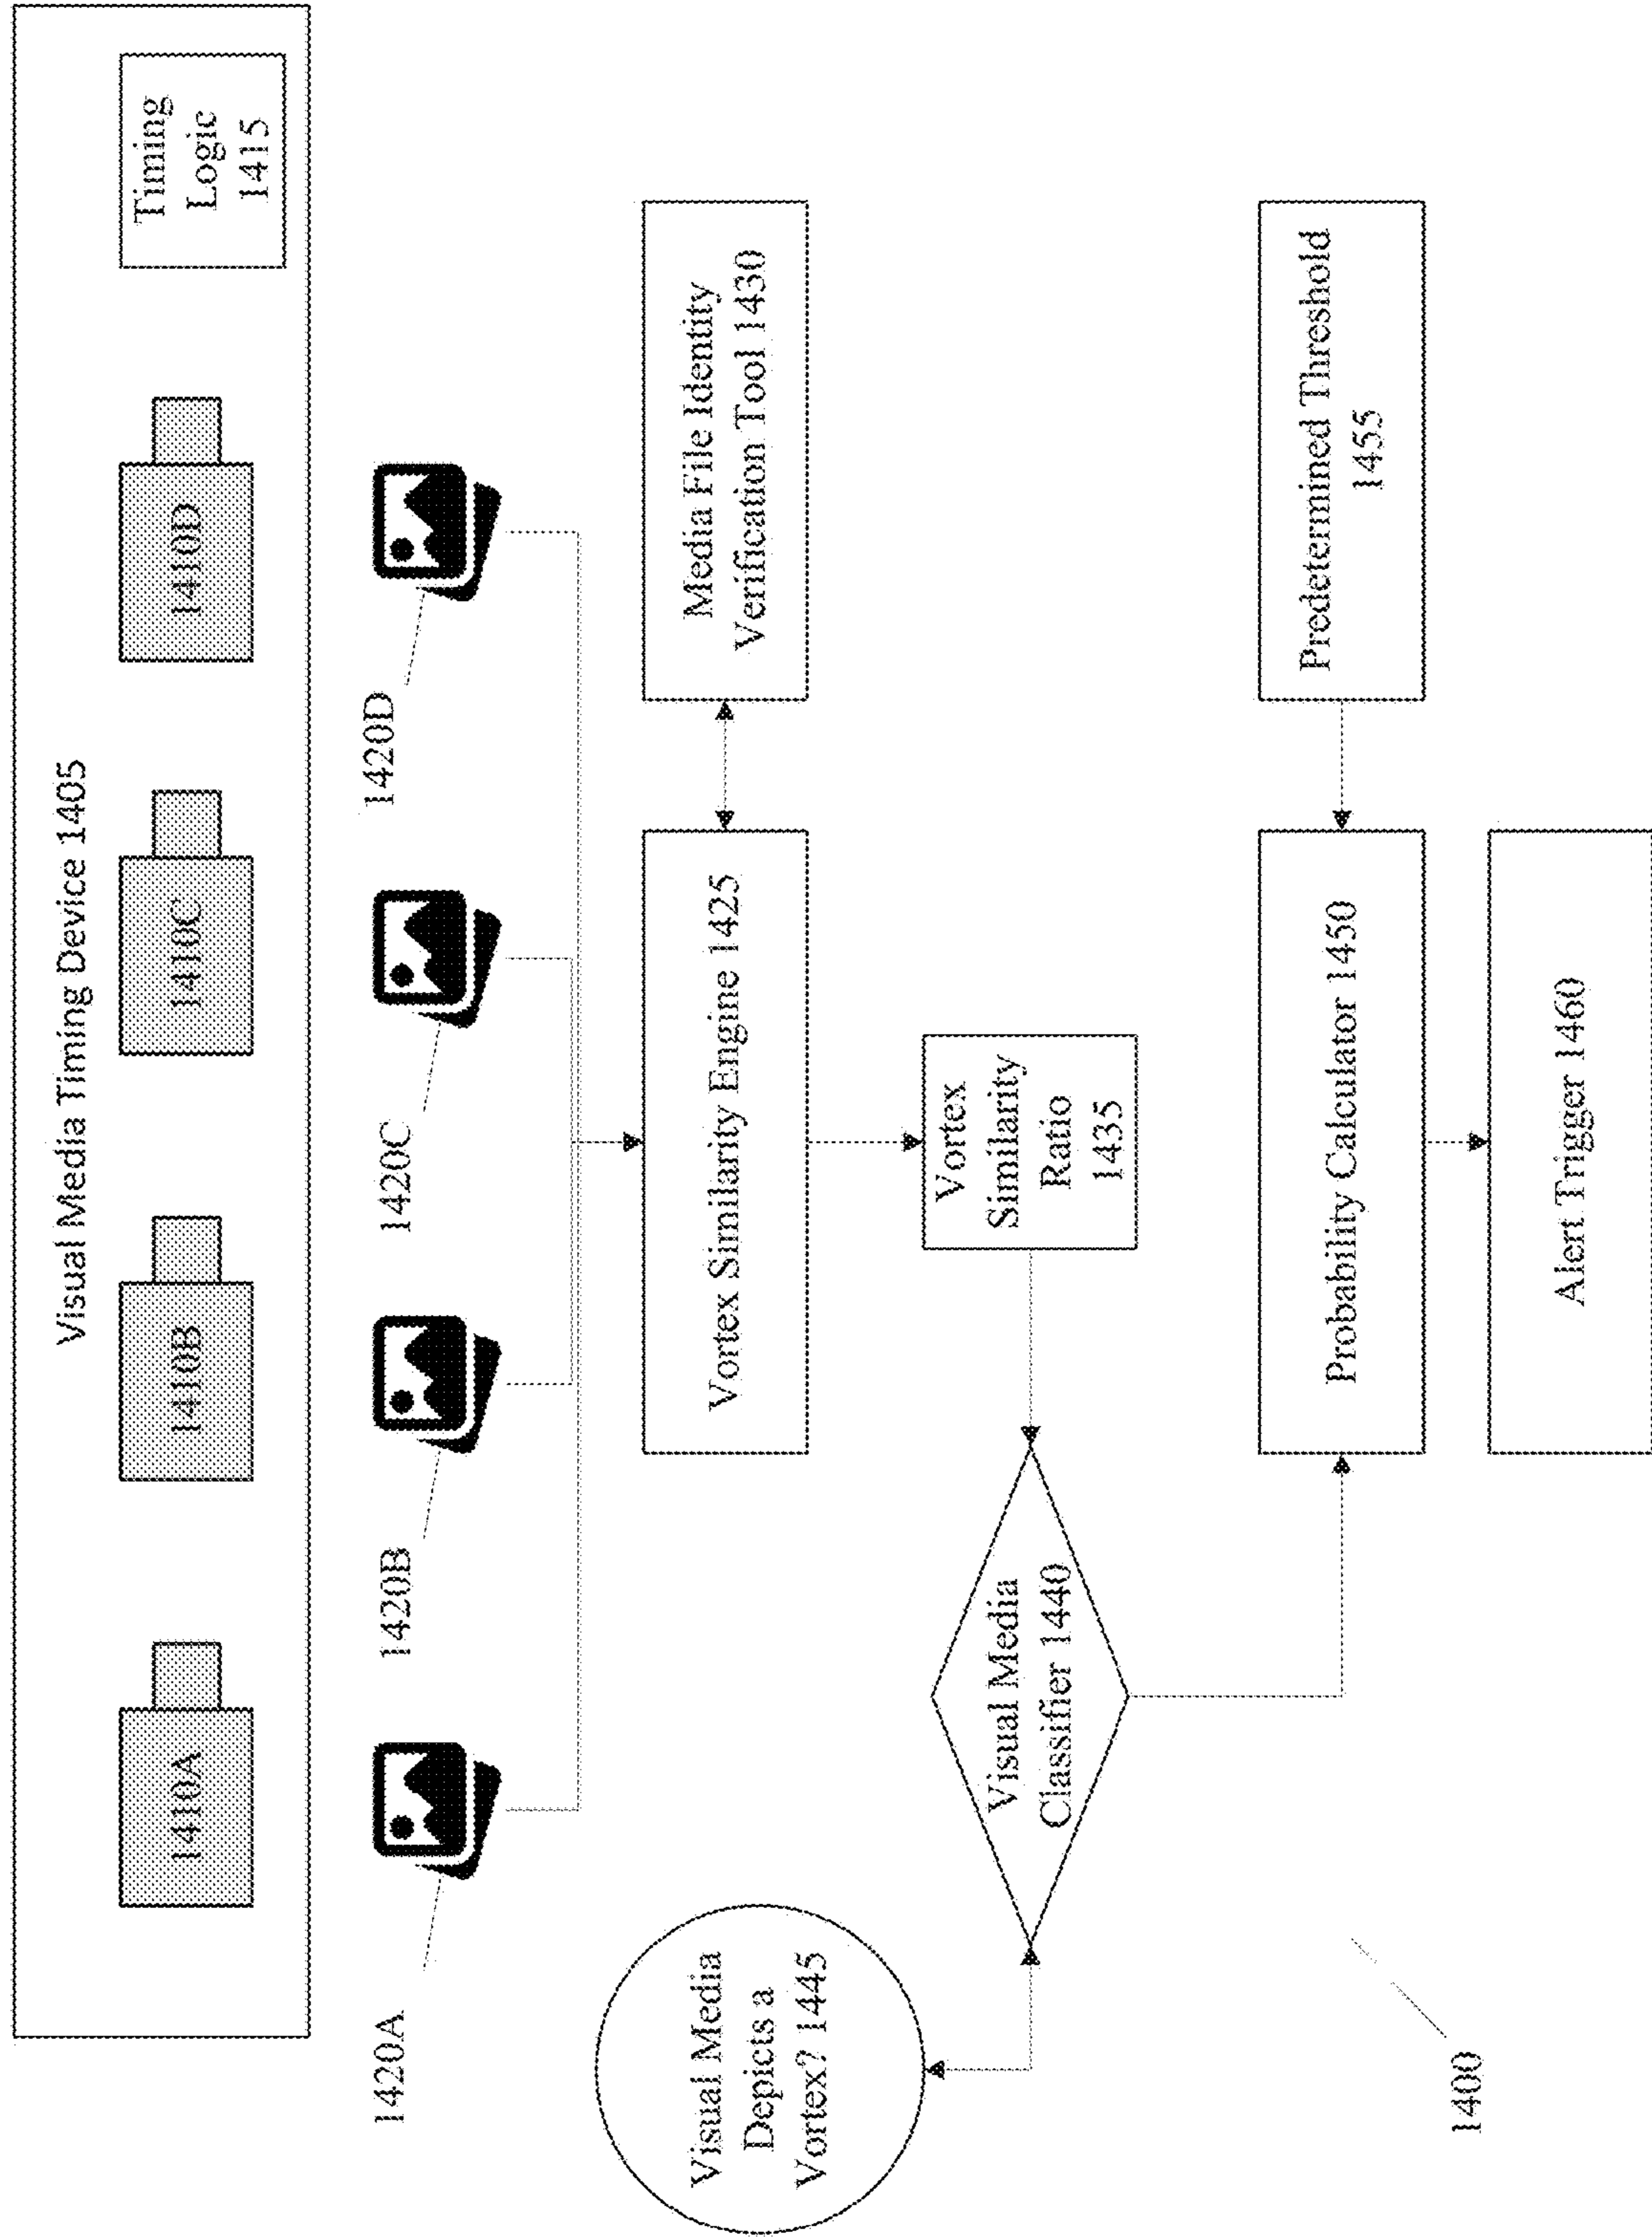 Visual Media Timing Device 1405
1410A
1410B
1410C
1410D
Timing
Logic
1415
1420A
1420B
1420C
1420D
Vortex Similarity Engine 1425
Media File Identity
Verification Tool 1430
Visual Media
Depicts a
Vortex? 1445
Visual Media
Classifier 1440
Vortex
Similarity
Ratio
1435
Probability Calculator 1450
Predetermined Threshold
1455
Alert Trigger 1460
1400